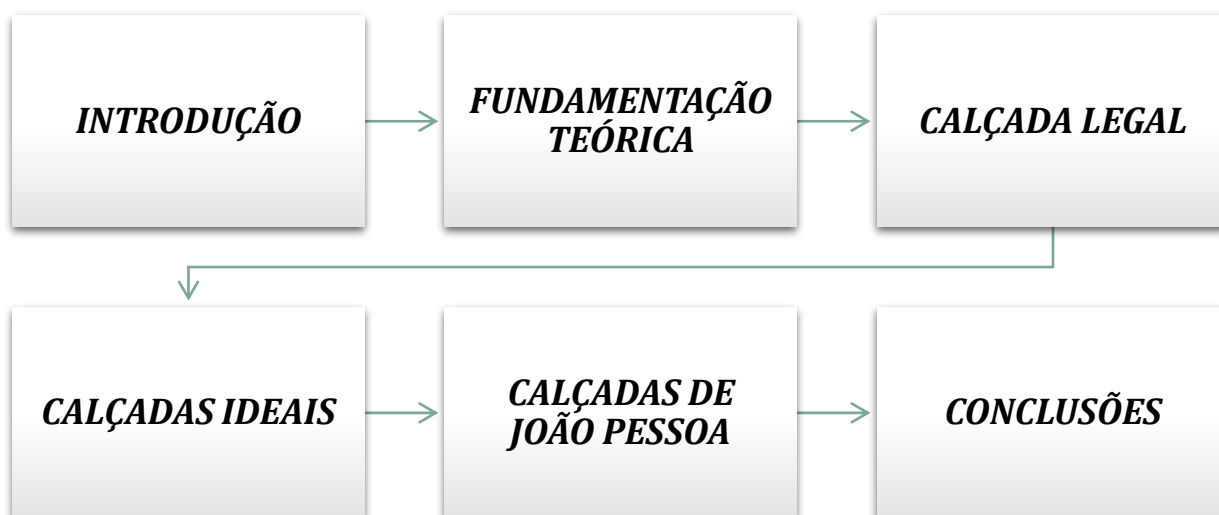 INTRODUÇÃO
FUNDAMENTAÇÃO
TEÓRICA
CALÇADA LEGAL
CALÇADAS IDEAIS
CALÇADAS DE
JOÃO PESSOA
CONCLUSÕES